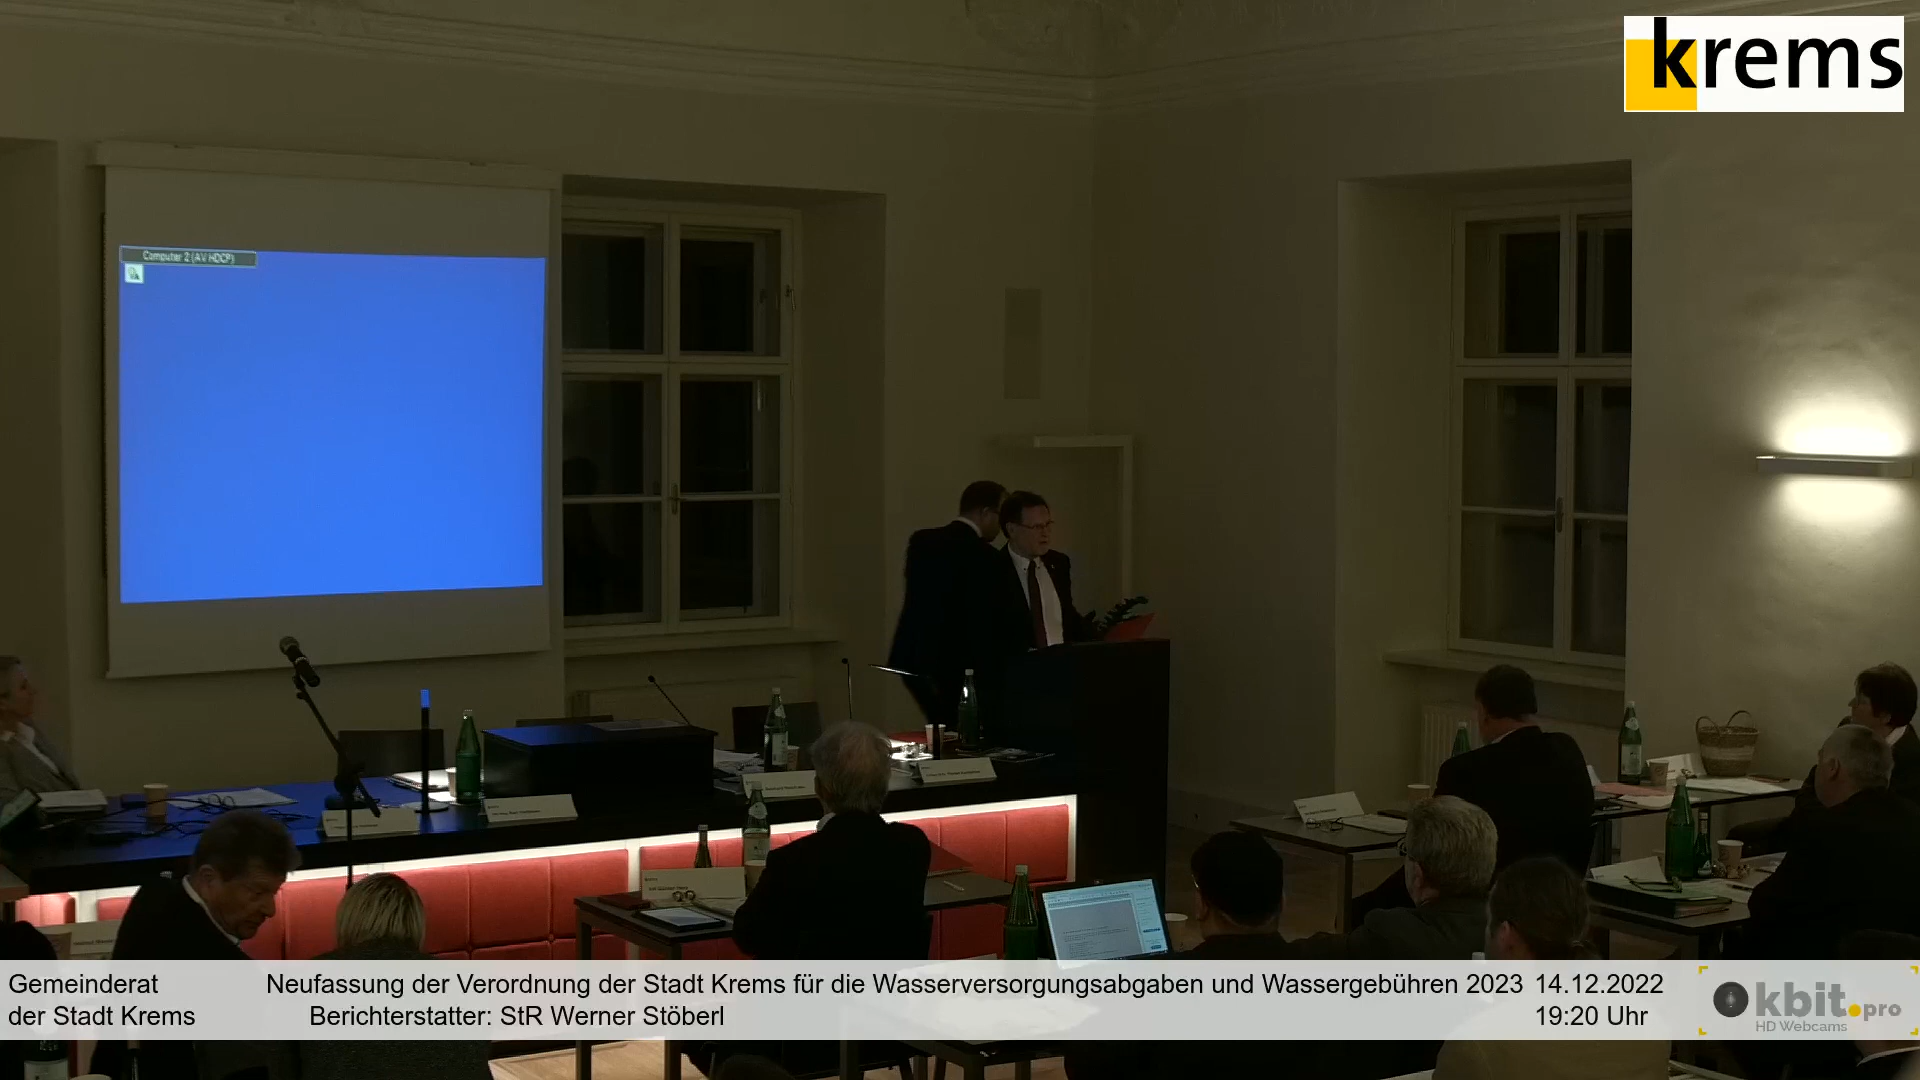 krems
Computer 2 (AV HDCP)
Gemeinderat
der Stadt Krems
Neufassung der Verordnung der Stadt Krems für die Wasserversorgungsabgaben und Wassergebühren 2023
Berichterstatter: StR Werner Stöberl
14.12.2022
19:20 Uhr
kbit.pro
HD Webcams